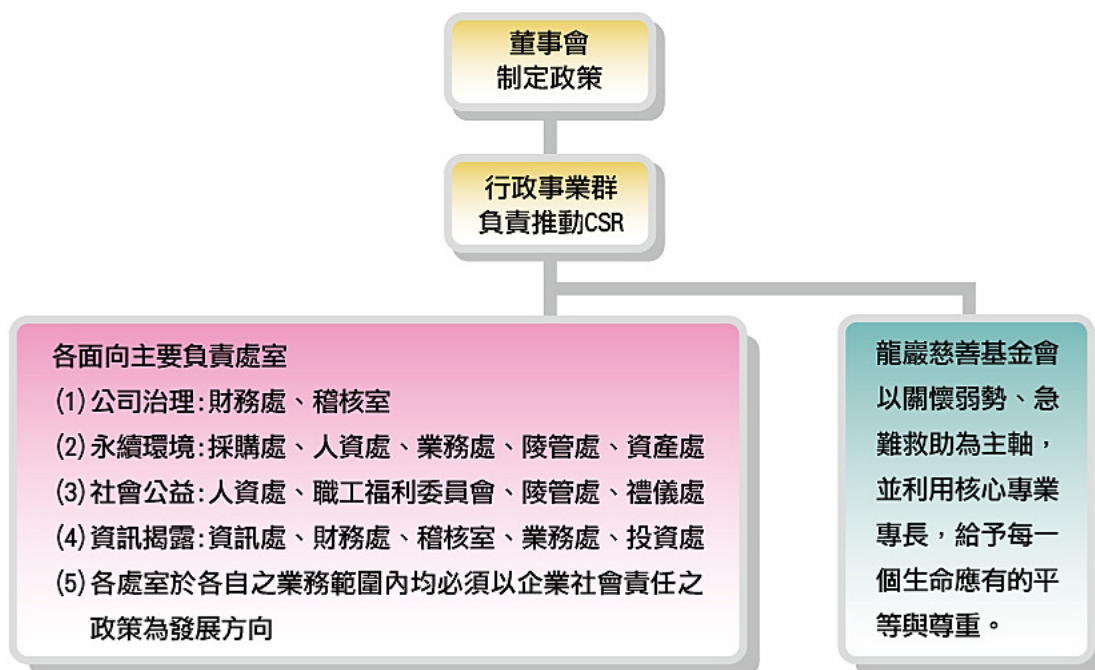 董事會
制定政策
行政事業群
負責推動CSR
各面向主要負責處室
(1)公司治理:財務處、稽核室
(2)永續環境:採購處、人資處、業務處、陵管處、資產處
(3)社會公益:人資處、職工福利委員會、陵管處、禮儀處
(4)資訊揭露:資訊處、財務處、稽核室、業務處、投資處
(5)各處室於各自之業務範圍內均必須以企業社會責任之
政策為發展方向
龍巖慈善基金會
以關懷弱勢、急
難救助為主軸，
並利用核心專業
專長，給予每一
個生命應有的平
等與尊重。